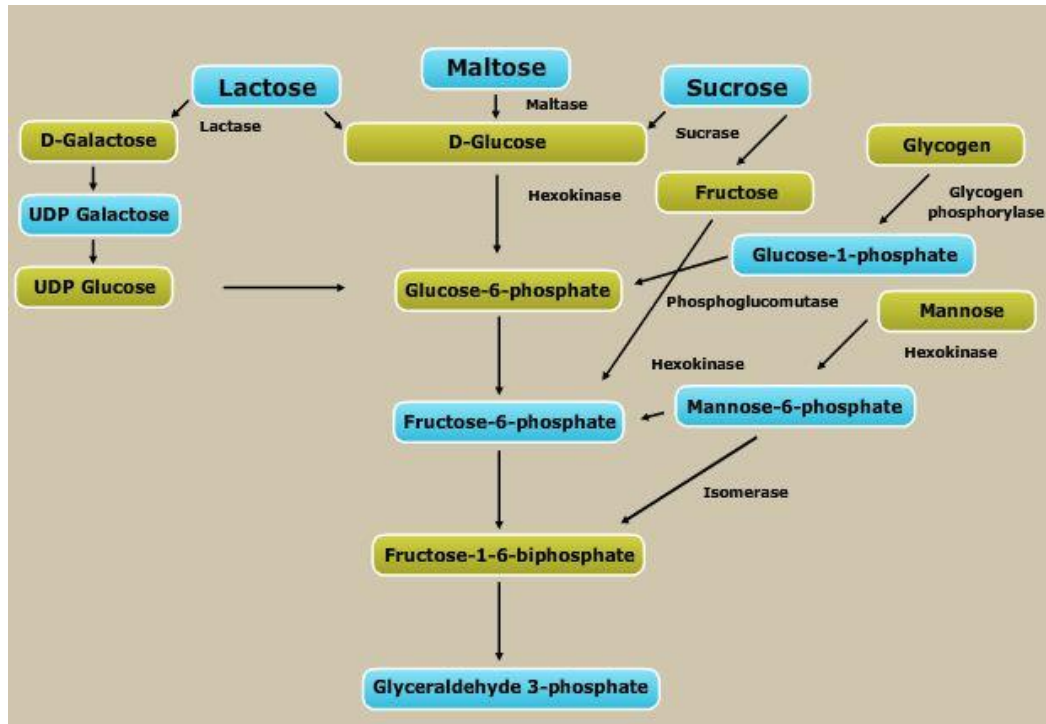 Maltose
Lactose
Sucrose
Maltase
Lactase
Sucrase
D-Galactose
D-Glucose
Glycogen
Hexokinase
Fructose
Glycogen
phosphorylase
UDP Galactose
Glucose-1-phosphate
UDP Glucose
Glucose-6-phosphate
Phosphoglucomutase
Mannose
Hexokinase
Hexokinase
Fructose-6-phosphate
Mannose-6-phosphate
Isomerase
Fructose-1-6-biphosphate
Glyceraldehyde 3-phosphate